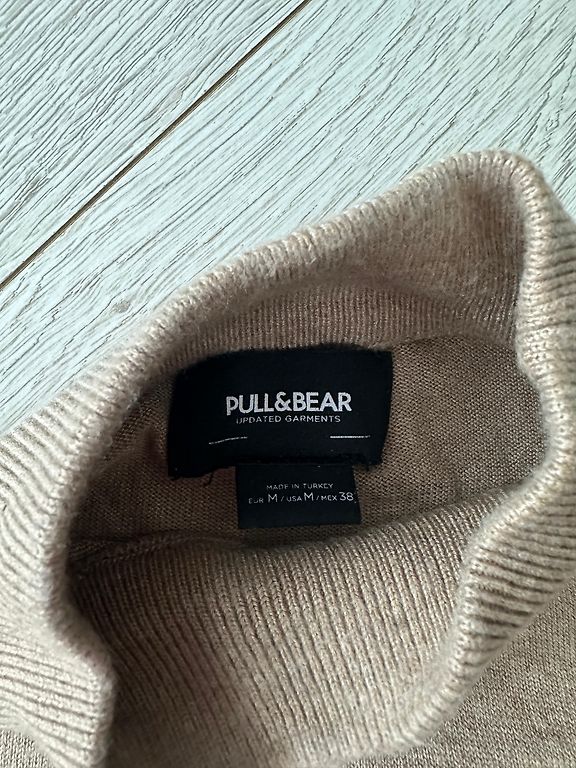 PULL&BEAR
UPDATED GARMENTS
MADE IN TURKEY
EUR M / USA M / MEX 38